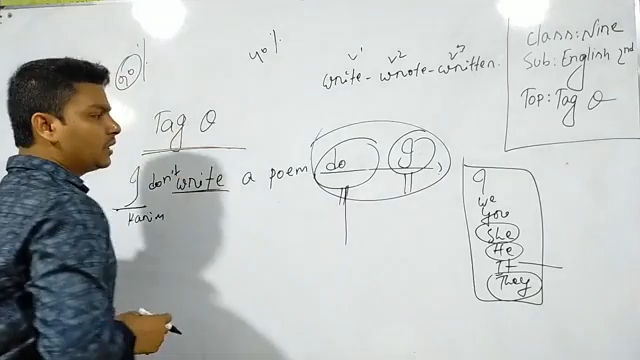 60%
40%
V1 V2 V3
write - wrote - written.
Class: Nine
Sub: English 2nd
Top: Tag Q
Tag Q
I don't write a poem do I,
Karim
I
we
you
She
He
It
They